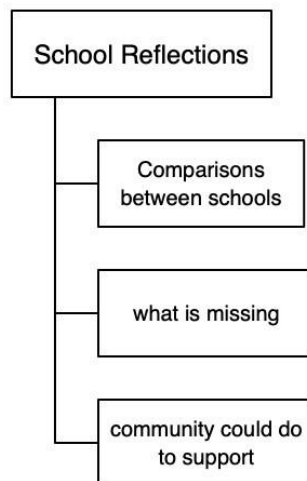 School Reflections
Comparisons
between schools
what is missing
community could do
to support